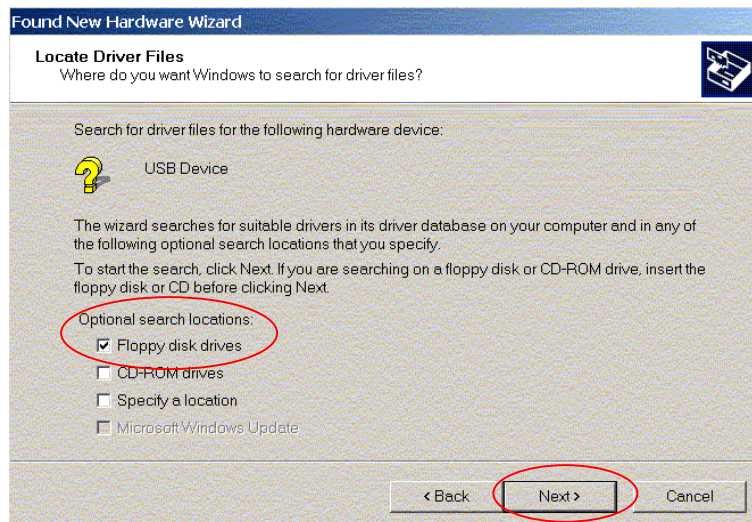 Found New Hardware Wizard
Locate Driver Files
Where do you want Windows to search for driver files?
Search for driver files for the following hardware device:
USB Device
The wizard searches for suitable drivers in its driver database on your computer and in any of
the following optional search locations that you specify.
To start the search, click Next. If you are searching on a floppy disk or CD-ROM drive, insert the
floppy disk or CD before clicking Next.
Optional search locations:
Floppy disk drives
CD-ROM drives
Specify a location
Microsoft Windows Update
< Back Next > Cancel